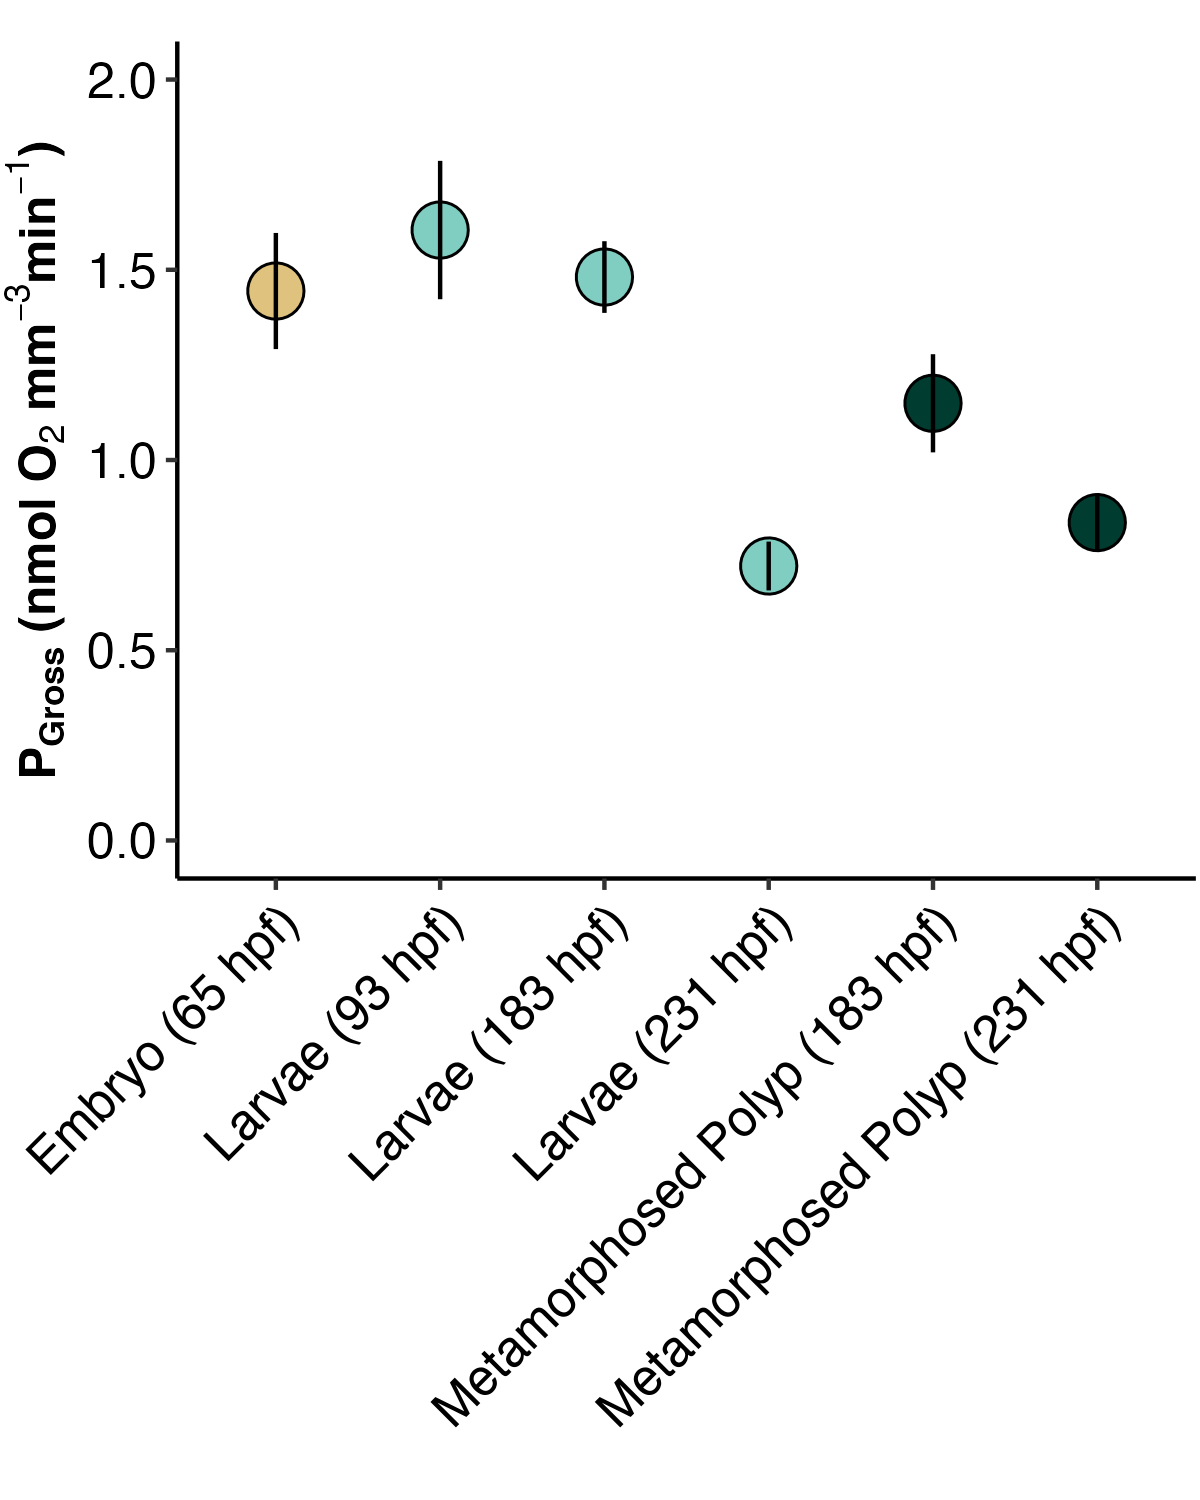 P_Gross (nmol O₂ mm⁻³min⁻¹)
2.0
1.5
1.0
0.5
0.0
Embryo (65 hpf)
Larvae (93 hpf)
Larvae (183 hpf)
Larvae (231 hpf)
Metamorphosed Polyp (183 hpf)
Metamorphosed Polyp (231 hpf)